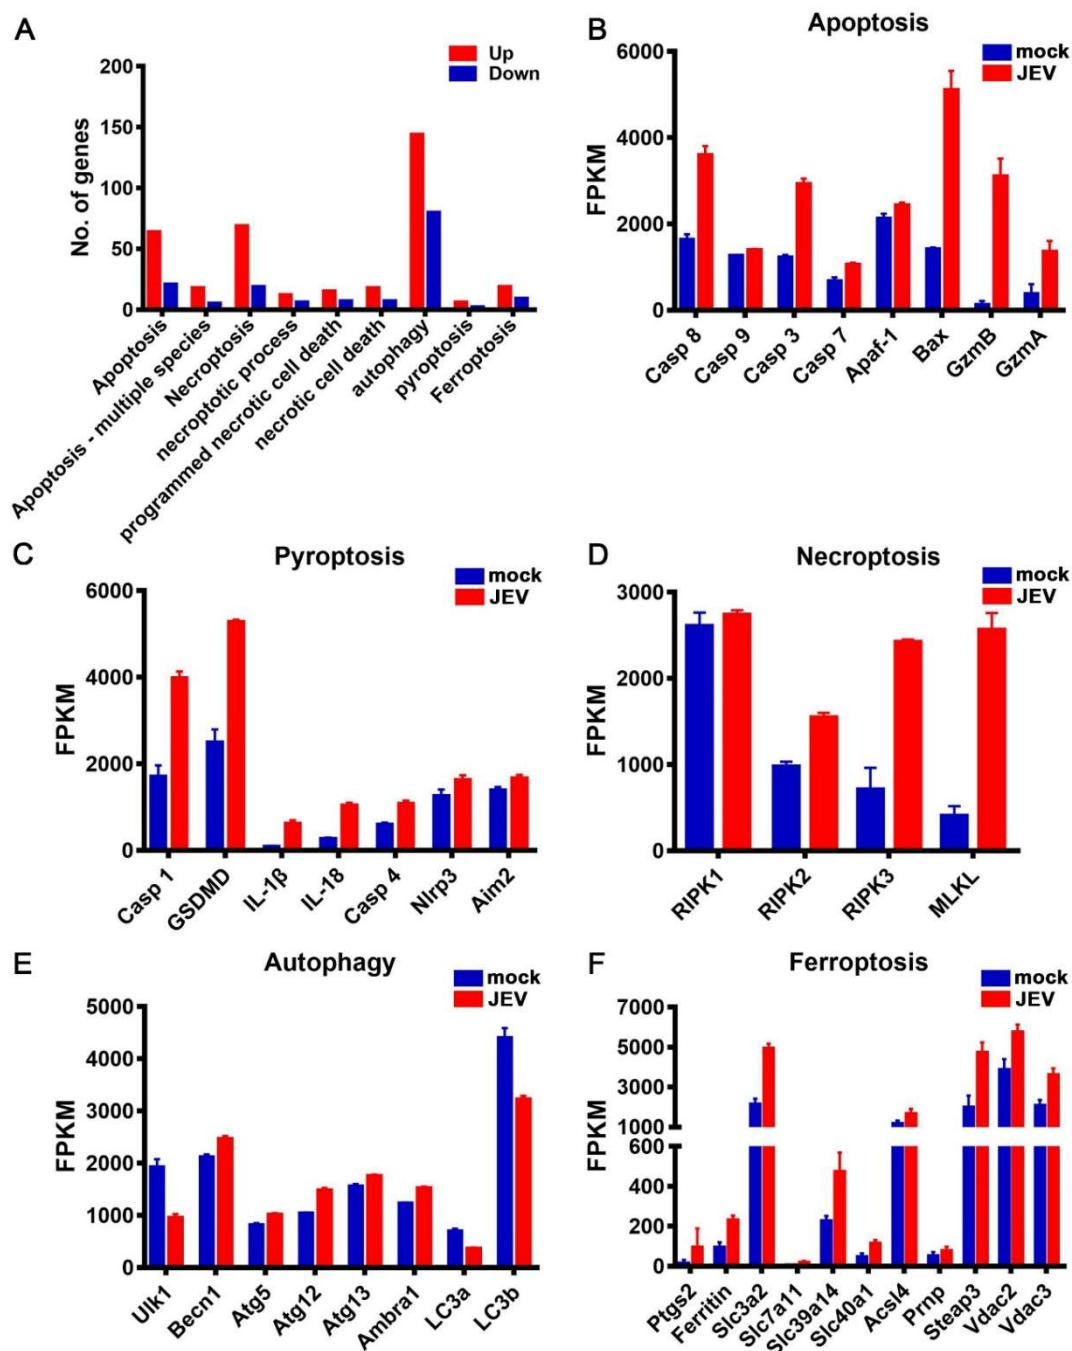 A
Up
Down
No. of genes
200
150
100
50
0
Apoptosis
Apoptosis - multiple species
Necroptosis
necroptotic process
programmed necrotic cell death
necrotic cell death
autophagy
pyroptosis
Ferroptosis
B
Apoptosis
mock
JEV
FPKM
6000
4000
2000
0
Casp 8
Casp 9
Casp 3
Casp 7
Apaf-1
Bax
GzmB
GzmA
C
Pyroptosis
mock
JEV
FPKM
6000
4000
2000
0
Casp 1
GSDMD
IL-1β
IL-18
Casp 4
Nlrp3
Aim2
D
Necroptosis
mock
JEV
FPKM
3000
2000
1000
0
RIPK1
RIPK2
RIPK3
MLKL
E
Autophagy
mock
JEV
FPKM
5000
4000
3000
2000
1000
0
Ulk1
Becn1
Atg5
Atg12
Atg13
Ambra1
LC3a
LC3b
F
Ferroptosis
mock
JEV
FPKM
7000
5000
3000
1000
600
400
200
0
Ptgs2
Ferritin
Slc3a2
Slc7a11
Slc39a14
Slc40a1
Acsl4
Prnp
Steap3
Vdac2
Vdac3